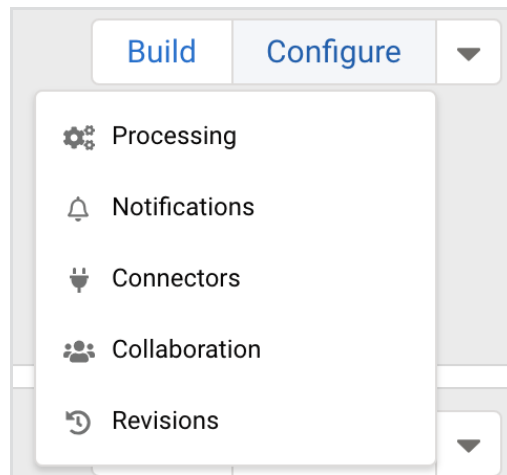 Build Configure
Processing
Notifications
Connectors
Collaboration
Revisions